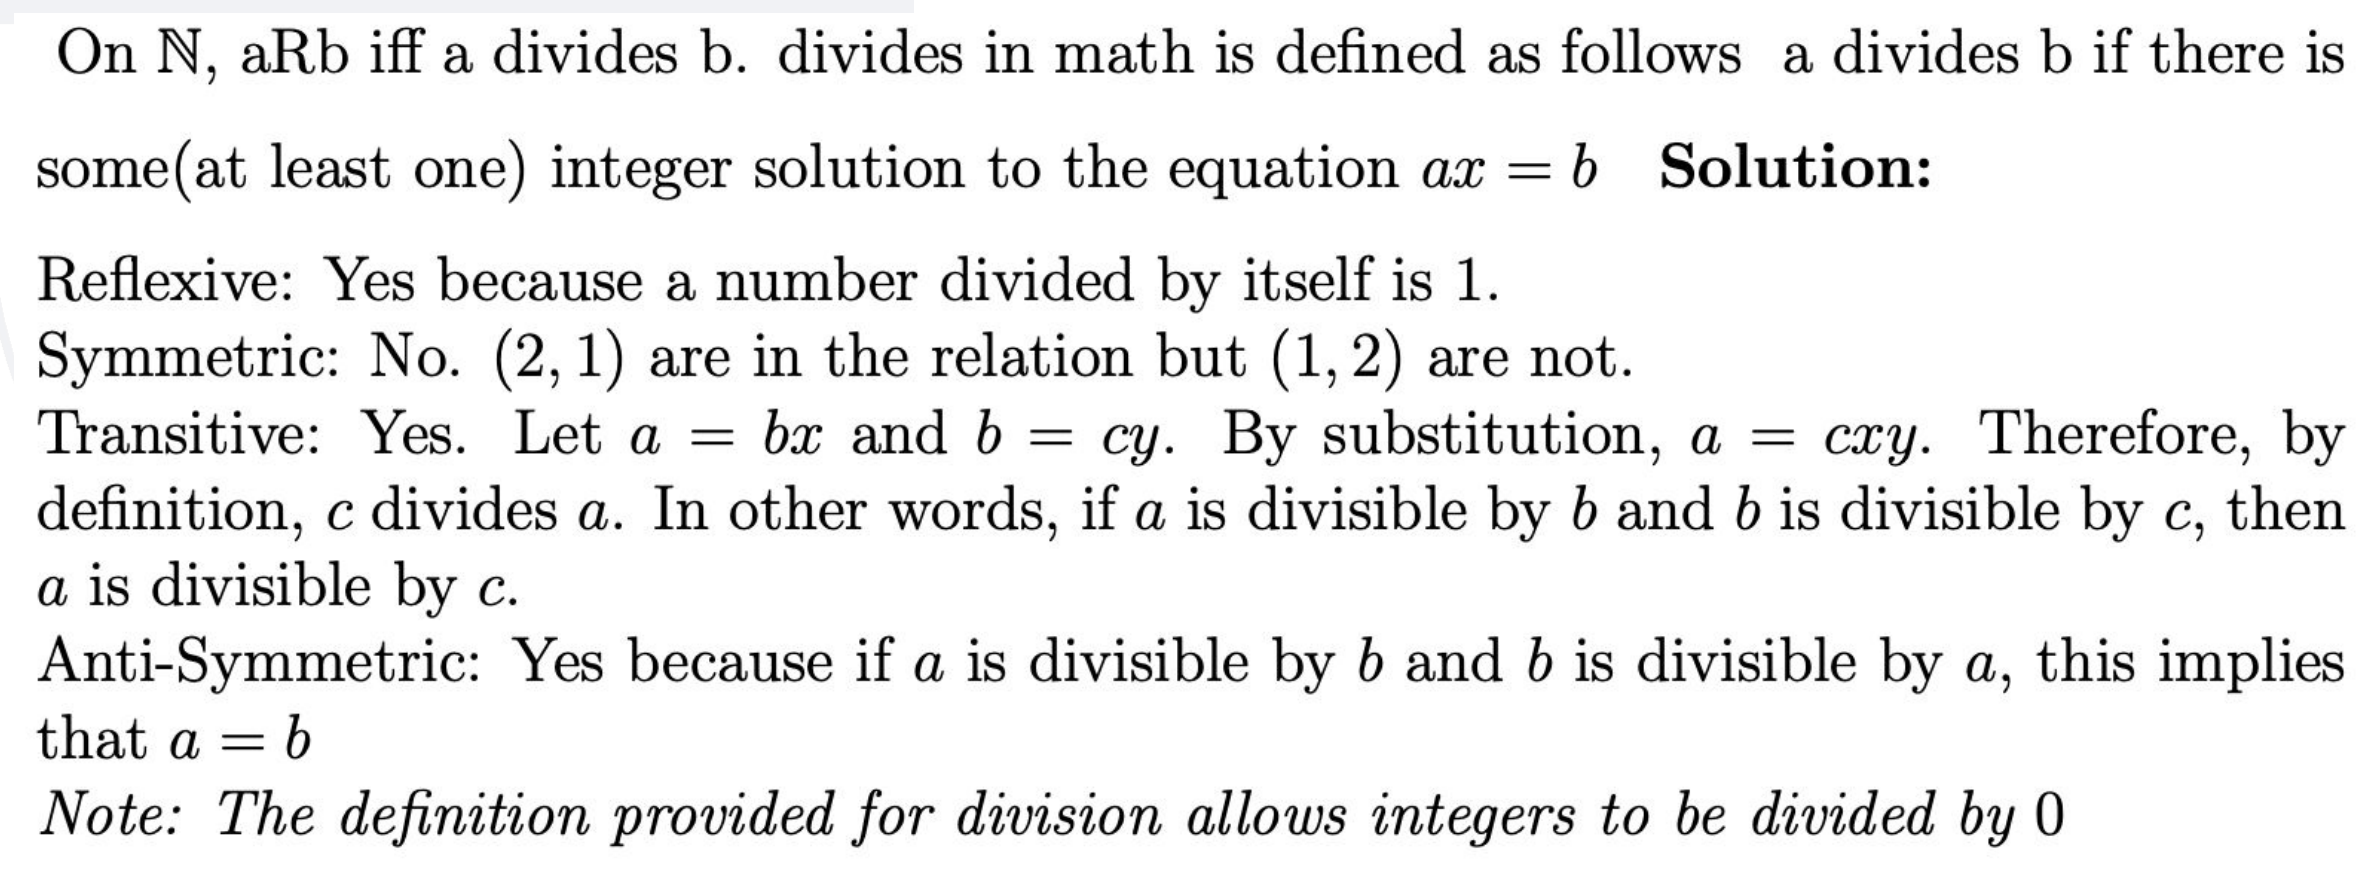 On ℕ, aRb iff a divides b. divides in math is defined as follows a divides b if there is
some(at least one) integer solution to the equation ax = b Solution:
Reflexive: Yes because a number divided by itself is 1.
Symmetric: No. (2, 1) are in the relation but (1, 2) are not.
Transitive: Yes. Let a = bx and b = cy. By substitution, a = cxy. Therefore, by
definition, c divides a. In other words, if a is divisible by b and b is divisible by c, then
a is divisible by c.
Anti-Symmetric: Yes because if a is divisible by b and b is divisible by a, this implies
that a = b
Note: The definition provided for division allows integers to be divided by 0